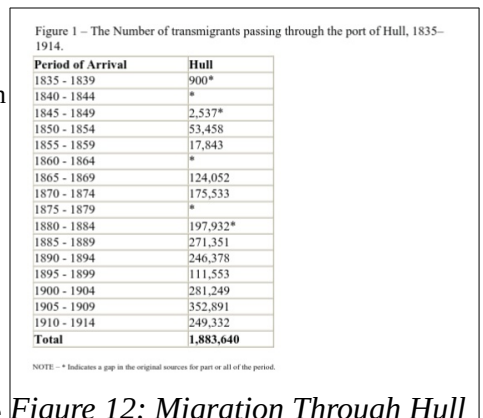 Figure 1 – The Number of transmigrants passing through the port of Hull, 1835–
1914.
Period of Arrival Hull
1835 - 1839 900*
1840 - 1844 *
1845 - 1849 2,537*
1850 - 1854 53,458
1855 - 1859 17,843
1860 - 1864 *
1865 - 1869 124,052
1870 - 1874 175,533
1875 - 1879 *
1880 - 1884 197,932*
1885 - 1889 271,351
1890 - 1894 246,378
1895 - 1899 111,553
1900 - 1904 281,249
1905 - 1909 352,891
1910 - 1914 249,332
Total 1,883,640
NOTE – * Indicates a gap in the original sources for part or all of the period.
Figure 12: Migration Through Hull